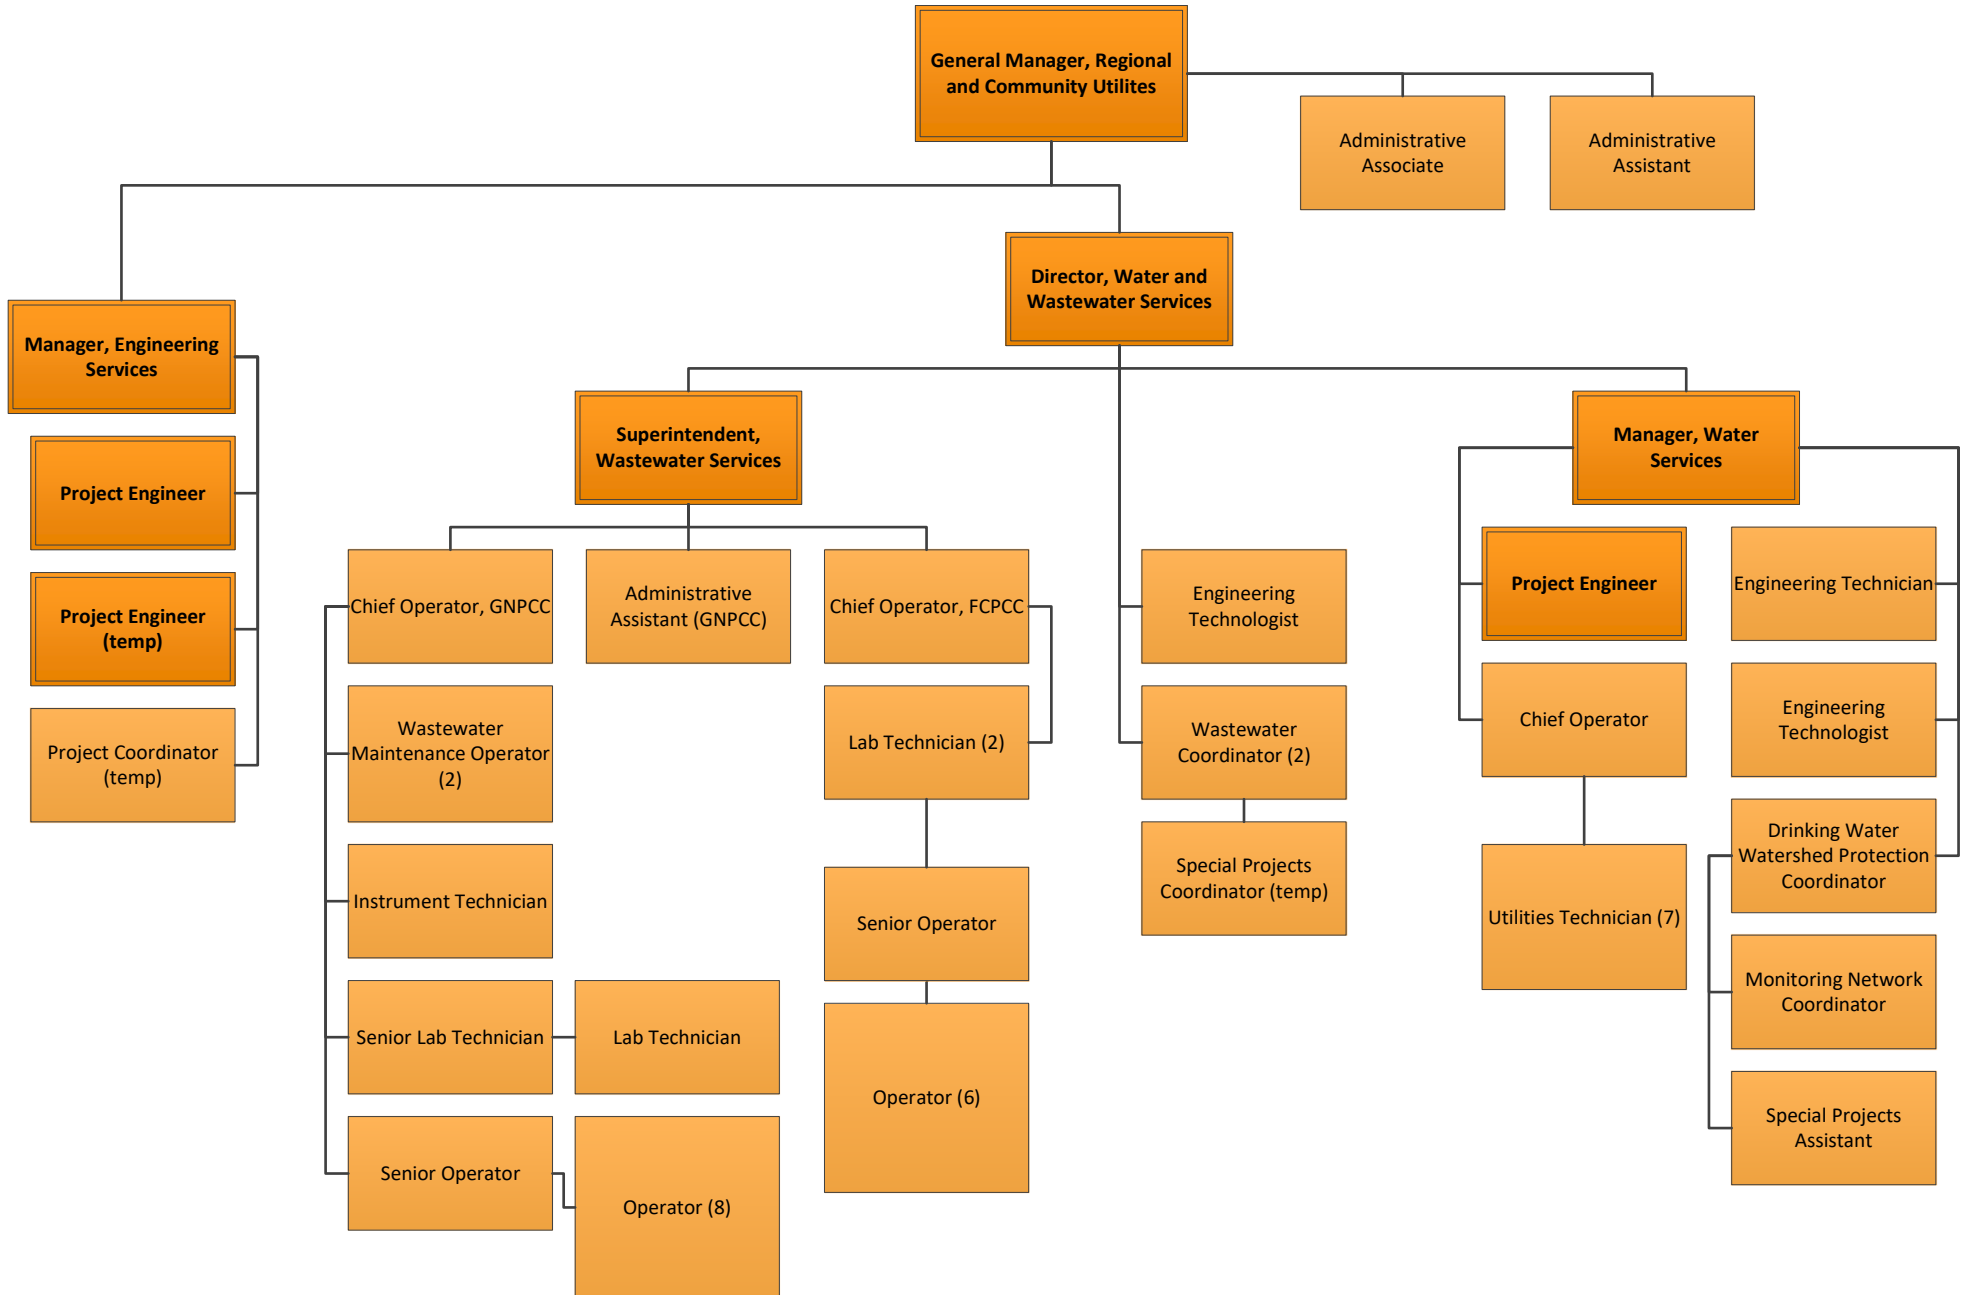 General Manager, Regional
and Community Utilites
Administrative
Associate
Administrative
Assistant
Director, Water and
Wastewater Services
Manager, Engineering
Services
Project Engineer
Project Engineer
(temp)
Project Coordinator
(temp)
Superintendent,
Wastewater Services
Chief Operator, GNPCC
Wastewater
Maintenance Operator
(2)
Instrument Technician
Senior Lab Technician
Lab Technician
Senior Operator
Operator (8)
Administrative
Assistant (GNPCC)
Chief Operator, FCPCC
Lab Technician (2)
Senior Operator
Operator (6)
Engineering
Technologist
Wastewater
Coordinator (2)
Special Projects
Coordinator (temp)
Manager, Water
Services
Project Engineer
Chief Operator
Utilities Technician (7)
Engineering Technician
Engineering
Technologist
Drinking Water
Watershed Protection
Coordinator
Monitoring Network
Coordinator
Special Projects
Assistant